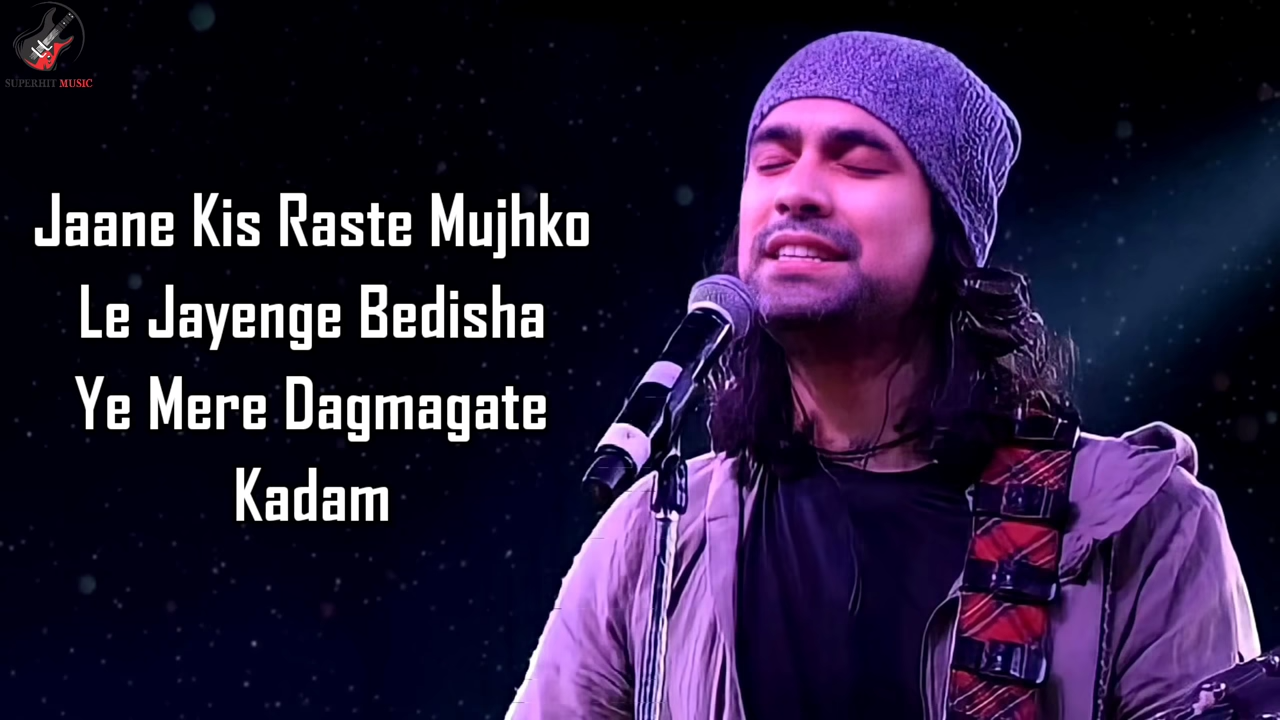 SUPERHIT MUSIC
Jaane Kis Raste Mujhko
Le Jayenge Bedisha
Ye Mere Dagmagate
Kadam